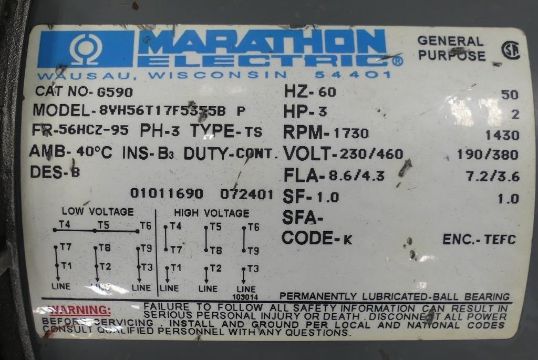 MARATHON
ELECTRIC®
WAUSAU, WISCONSIN 54401
GENERAL
PURPOSE
CAT NO-G590
MODEL-8VH56T17F5355B P
FR-56HCZ-95 PH-3 TYPE-TS
AMB-40°C INS-B3 DUTY-CONT.
DES-B
01011690 072401
HZ-60 50
HP-3 2
RPM-1730 1430
VOLT-230/460 190/380
FLA-8.6/4.3 7.2/3.6
SF-1.0 1.0
SFA-
CODE-K ENC.-TEFC
LOW VOLTAGE HIGH VOLTAGE
T4 T5 T6 T4 T5 T6
T7 T8 T9 T7 T8 T9
T1 T2 T3 T1 T2 T3
LINE LINE LINE LINE LINE LINE
103014
PERMANENTLY LUBRICATED-BALL BEARING
WARNING: FAILURE TO FOLLOW ALL SAFETY INFORMATION CAN RESULT IN
SERIOUS PERSONAL INJURY OR DEATH. DISCONNECT ALL POWER
BEFORE SERVICING. INSTALL AND GROUND PER LOCAL AND NATIONAL CODES
CONSULT QUALIFIED PERSONNEL WITH ANY QUESTIONS.